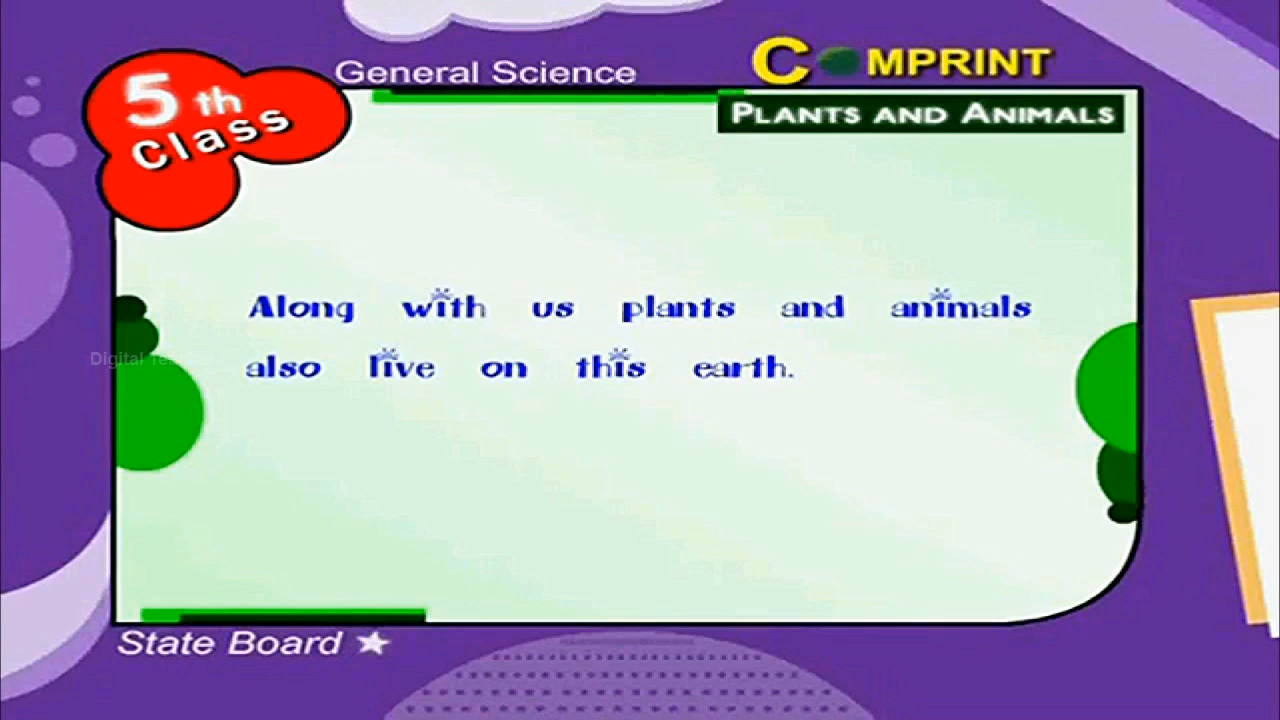 General Science
COMPRINT
5th
Class
PLANTS AND ANIMALS
Along with us plants and animals
also live on this earth.
Digital
State Board